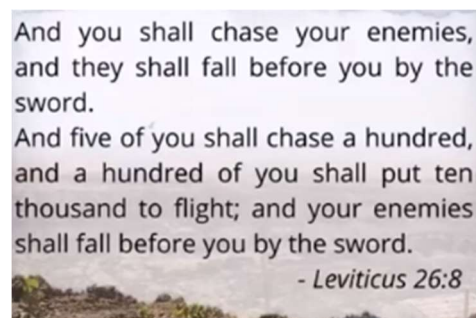 And you shall chase your enemies,
and they shall fall before you by the
sword.
And five of you shall chase a hundred,
and a hundred of you shall put ten
thousand to flight; and your enemies
shall fall before you by the sword.
- Leviticus 26:8